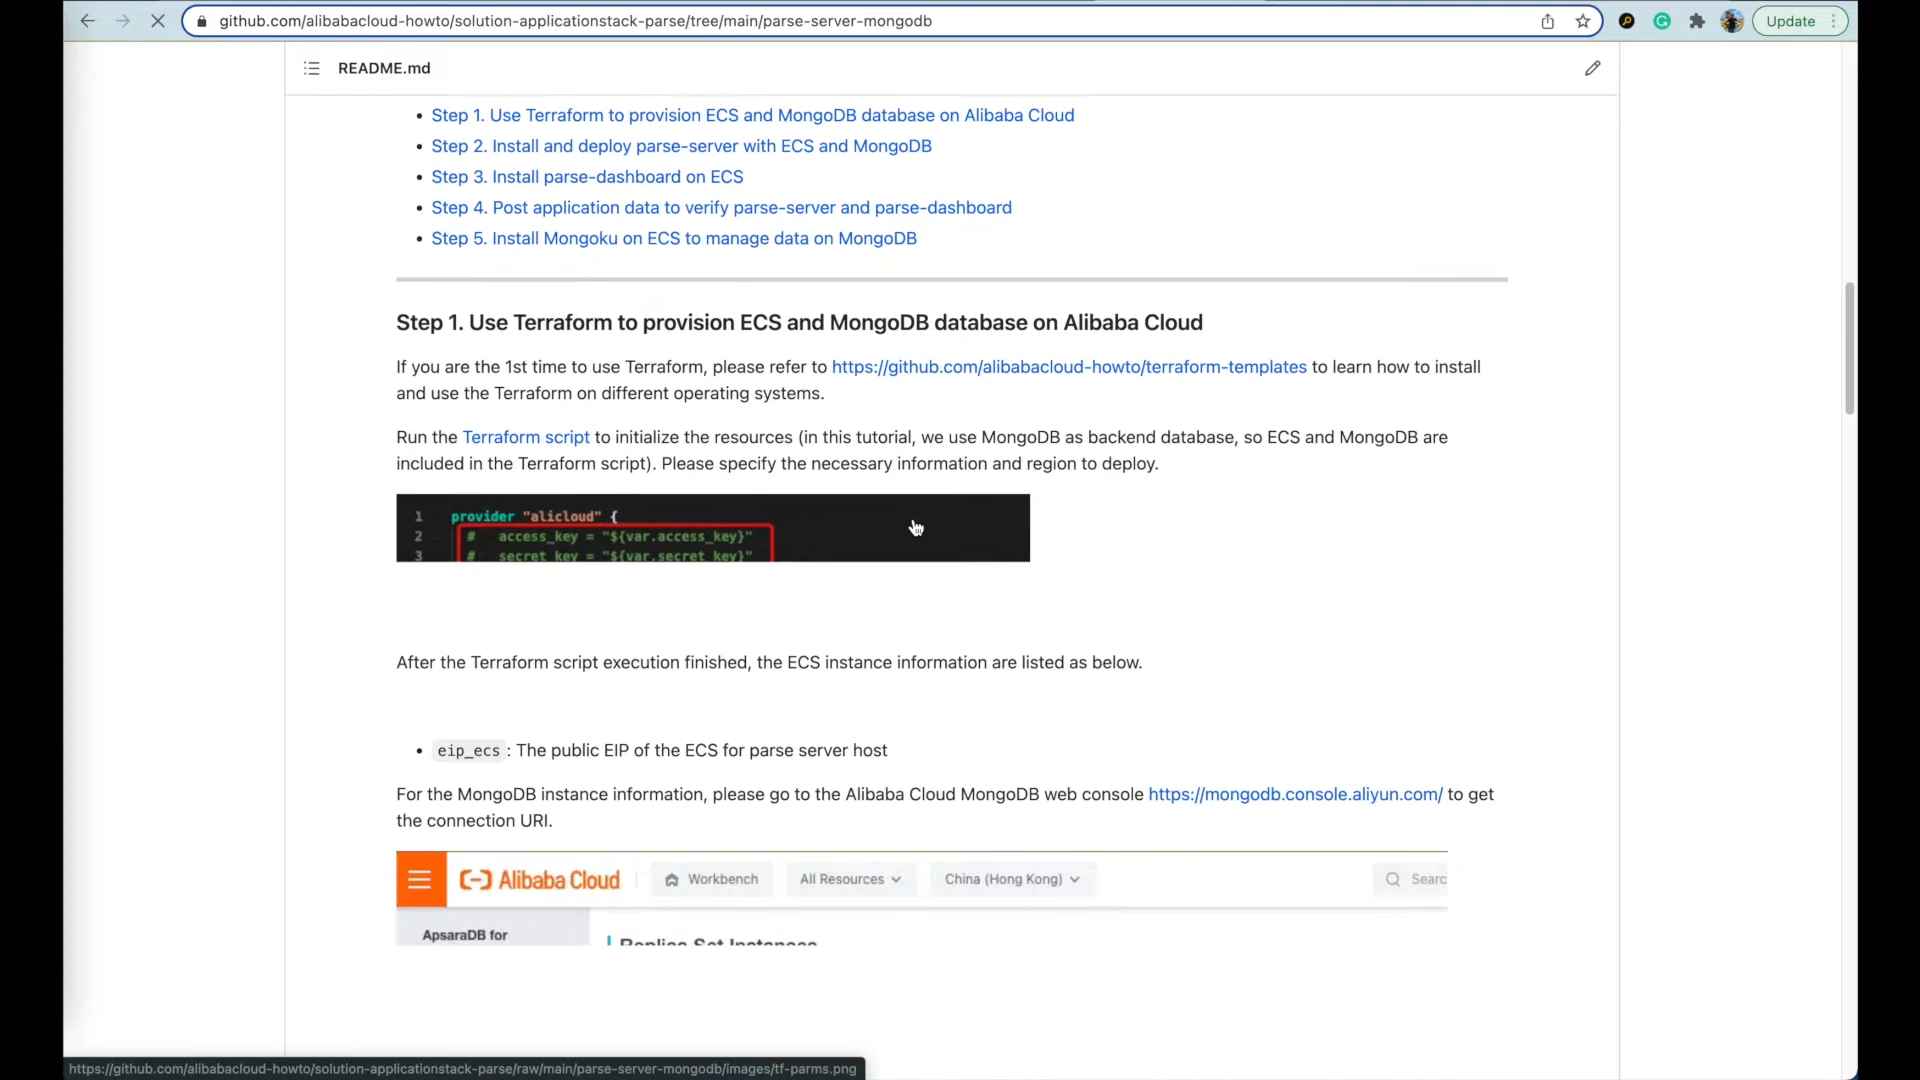 github.com/alibabacloud-howto/solution-applicationstack-parse/tree/main/parse-server-mongodb
Update
README.md
Step 1. Use Terraform to provision ECS and MongoDB database on Alibaba Cloud
Step 2. Install and deploy parse-server with ECS and MongoDB
Step 3. Install parse-dashboard on ECS
Step 4. Post application data to verify parse-server and parse-dashboard
Step 5. Install Mongoku on ECS to manage data on MongoDB
Step 1. Use Terraform to provision ECS and MongoDB database on Alibaba Cloud
If you are the 1st time to use Terraform, please refer to https://github.com/alibabacloud-howto/terraform-templates to learn how to install
and use the Terraform on different operating systems.
Run the Terraform script to initialize the resources (in this tutorial, we use MongoDB as backend database, so ECS and MongoDB are
included in the Terraform script). Please specify the necessary information and region to deploy.
1 provider "alicloud" {
2 # access_key = "${var.access_key}"
3 # secret_key = "${var.secret_key}"
After the Terraform script execution finished, the ECS instance information are listed as below.
eip_ecs : The public EIP of the ECS for parse server host
For the MongoDB instance information, please go to the Alibaba Cloud MongoDB web console https://mongodb.console.aliyun.com/ to get
the connection URI.
Alibaba Cloud Workbench All Resources China (Hong Kong) Searc
ApsaraDB for Replica Set Instances
https://github.com/alibabacloud-howto/solution-applicationstack-parse/raw/main/parse-server-mongodb/images/tf-parms.png